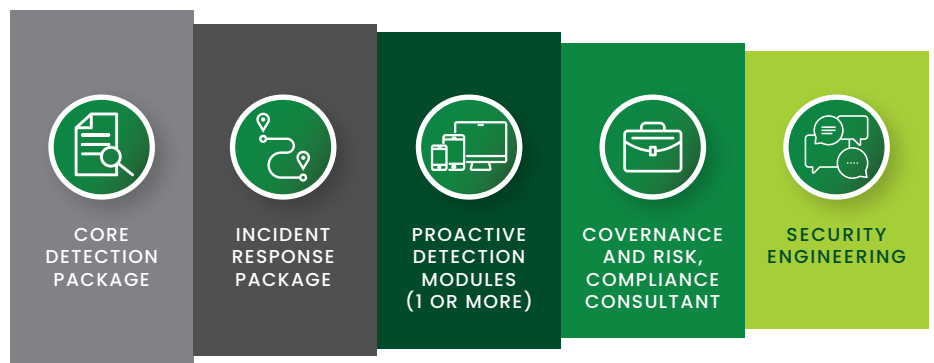 CORE
DETECTION
PACKAGE
INCIDENT
RESPONSE
PACKAGE
PROACTIVE
DETECTION
MODULES
(1 OR MORE)
COVERNANCE
AND RISK,
COMPLIANCE
CONSULTANT
SECURITY
ENGINEERING